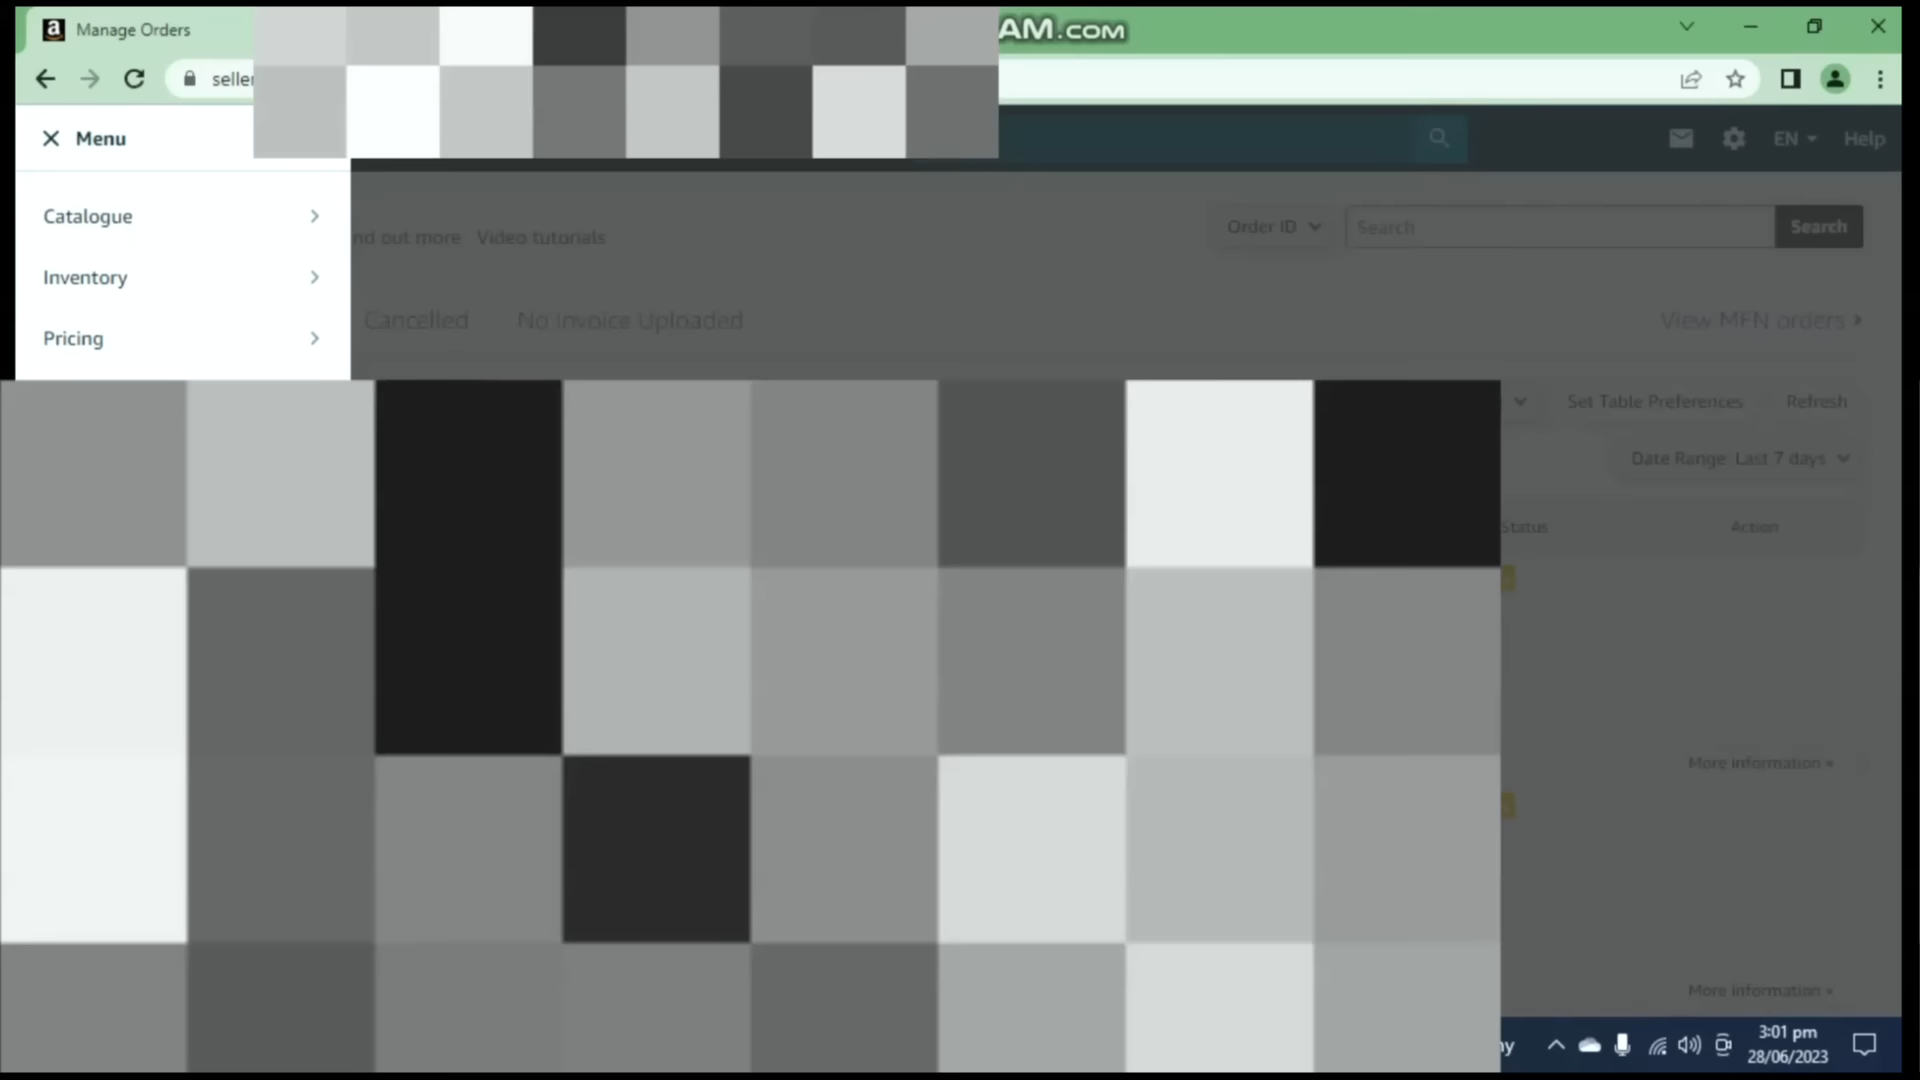 Manage Orders
AM.COM
seller
Menu
EN
Help
Catalogue
nd out more
Video tutorials
Order ID
Search
Search
Inventory
Cancelled
No Invoice Uploaded
View MFN orders
Pricing
Set Table Preferences
Refresh
Date Range: Last 7 days
Status
Action
More information »
More information »
ny
3:01 pm
28/06/2023